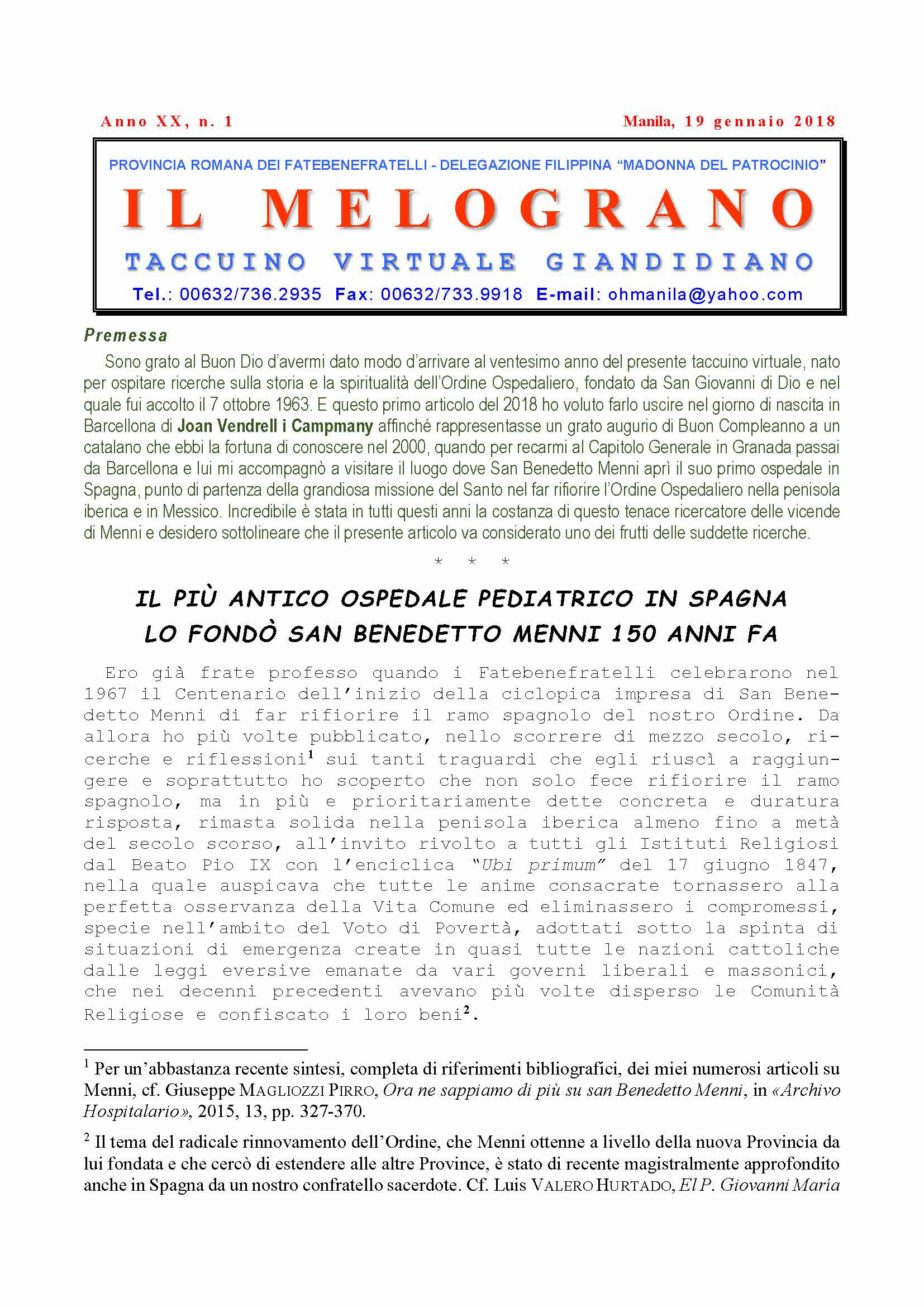 Anno XX, n. 1 Manila, 19 gennaio 2018
PROVINCIA ROMANA DEI FATEBENEFRATELLI - DELEGAZIONE FILIPPINA “MADONNA DEL PATROCINIO”
IL MELOGRANO
TACCUINO VIRTUALE GIANDIDIANO
Tel.: 00632/736.2935 Fax: 00632/733.9918 E-mail: ohmanila@yahoo.com
Premessa
Sono grato al Buon Dio d’avermi dato modo d’arrivare al ventesimo anno del presente taccuino virtuale, nato
per ospitare ricerche sulla storia e la spiritualità dell’Ordine Ospedaliero, fondato da San Giovanni di Dio e nel
quale fui accolto il 7 ottobre 1963. E questo primo articolo del 2018 ho voluto farlo uscire nel giorno di nascita in
Barcellona di Joan Vendrell i Campmany affinché rappresentasse un grato augurio di Buon Compleanno a un
catalano che ebbi la fortuna di conoscere nel 2000, quando per recarmi al Capitolo Generale in Granada passai
da Barcellona e lui mi accompagnò a visitare il luogo dove San Benedetto Menni aprì il suo primo ospedale in
Spagna, punto di partenza della grandiosa missione del Santo nel far rifiorire l’Ordine Ospedaliero nella penisola
iberica e in Messico. Incredibile è stata in tutti questi anni la costanza di questo tenace ricercatore delle vicende
di Menni e desidero sottolineare che il presente articolo va considerato uno dei frutti delle suddette ricerche.
* * *
IL PIÙ ANTICO OSPEDALE PEDIATRICO IN SPAGNA
LO FONDÒ SAN BENEDETTO MENNI 150 ANNI FA
Ero già frate professo quando i Fatebenefratelli celebrarono nel
1967 il Centenario dell’inizio della ciclopica impresa di San Bene-
detto Menni di far rifiorire il ramo spagnolo del nostro Ordine. Da
allora ho più volte pubblicato, nello scorrere di mezzo secolo, ri-
cerche e riflessioni1 sui tanti traguardi che egli riuscì a raggiun-
gere e soprattutto ho scoperto che non solo fece rifiorire il ramo
spagnolo, ma in più e prioritariamente dette concreta e duratura
risposta, rimasta solida nella penisola iberica almeno fino a metà
del secolo scorso, all’invito rivolto a tutti gli Istituti Religiosi
dal Beato Pio IX con l’enciclica “Ubi primum” del 17 giugno 1847,
nella quale auspicava che tutte le anime consacrate tornassero alla
perfetta osservanza della Vita Comune ed eliminassero i compromessi,
specie nell’ambito del Voto di Povertà, adottati sotto la spinta di
situazioni di emergenza create in quasi tutte le nazioni cattoliche
dalle leggi eversive emanate da vari governi liberali e massonici,
che nei decenni precedenti avevano più volte disperso le Comunità
Religiose e confiscato i loro beni2.
1 Per un’abbastanza recente sintesi, completa di riferimenti bibliografici, dei miei numerosi articoli su
Menni, cf. Giuseppe MAGLIOZZI PIRRO, Ora ne sappiamo di più su san Benedetto Menni, in «Archivo
Hospitalario», 2015, 13, pp. 327-370.
2 Il tema del radicale rinnovamento dell’Ordine, che Menni ottenne a livello della nuova Provincia da
lui fondata e che cercò di estendere alle altre Province, è stato di recente magistralmente approfondito
anche in Spagna da un nostro confratello sacerdote. Cf. Luis VALERO HURTADO, El P. Giovanni María